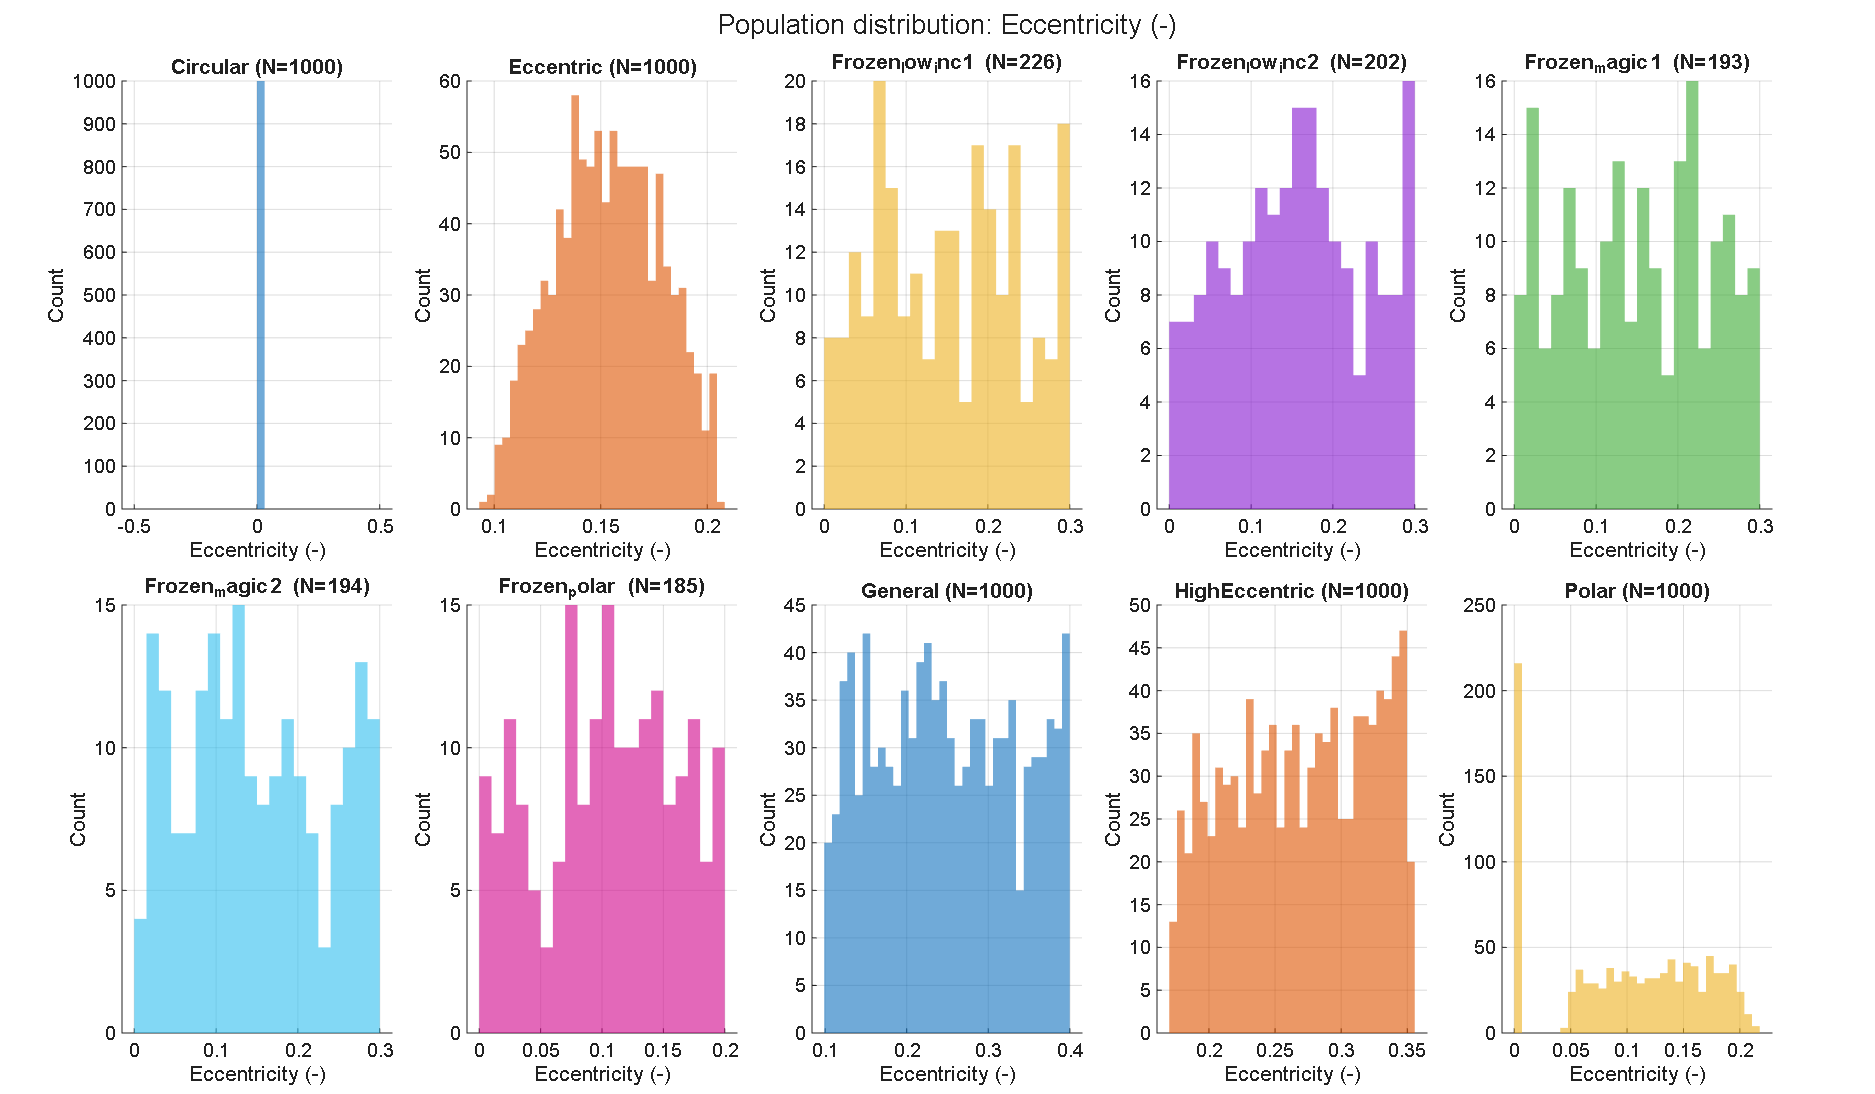 Population distribution: Eccentricity (-)
Circular (N=1000)
1000
900
800
700
600
500
400
300
200
100
0
-0.5 0 0.5
Count
Eccentricity (-)
Eccentric (N=1000)
60
50
40
30
20
10
0
0.1 0.15 0.2
Count
Eccentricity (-)
Frozenlowinc1 (N=226)
20
18
16
14
12
10
8
6
4
2
0
0 0.1 0.2 0.3
Count
Eccentricity (-)
Frozenlowinc2 (N=202)
16
14
12
10
8
6
4
2
0
0 0.1 0.2 0.3
Count
Eccentricity (-)
Frozenmagic1 (N=193)
16
14
12
10
8
6
4
2
0
0 0.1 0.2 0.3
Count
Eccentricity (-)
Frozenmagic2 (N=194)
15
10
5
0
0 0.1 0.2 0.3
Count
Eccentricity (-)
Frozenpolar (N=185)
15
10
5
0
0 0.05 0.1 0.15 0.2
Count
Eccentricity (-)
General (N=1000)
45
40
35
30
25
20
15
10
5
0
0.1 0.2 0.3 0.4
Count
Eccentricity (-)
HighEccentric (N=1000)
50
45
40
35
30
25
20
15
10
5
0
0.2 0.25 0.3 0.35
Count
Eccentricity (-)
Polar (N=1000)
250
200
150
100
50
0
0 0.05 0.1 0.15 0.2
Count
Eccentricity (-)